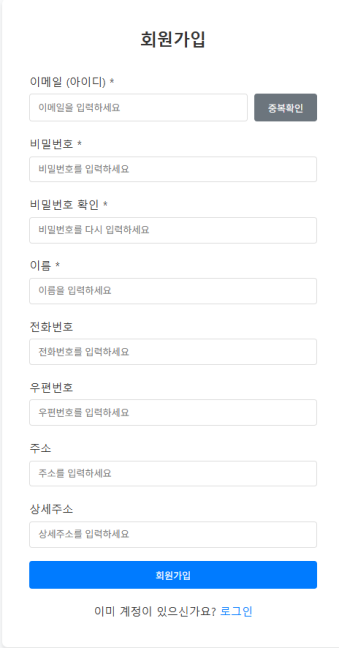 회원가입
이메일 (아이디) *
이메일을 입력하세요 중복확인
비밀번호 *
비밀번호를 입력하세요
비밀번호 확인 *
비밀번호를 다시 입력하세요
이름 *
이름을 입력하세요
전화번호
전화번호를 입력하세요
우편번호
우편번호를 입력하세요
주소
주소를 입력하세요
상세주소
상세주소를 입력하세요
회원가입
이미 계정이 있으신가요? 로그인